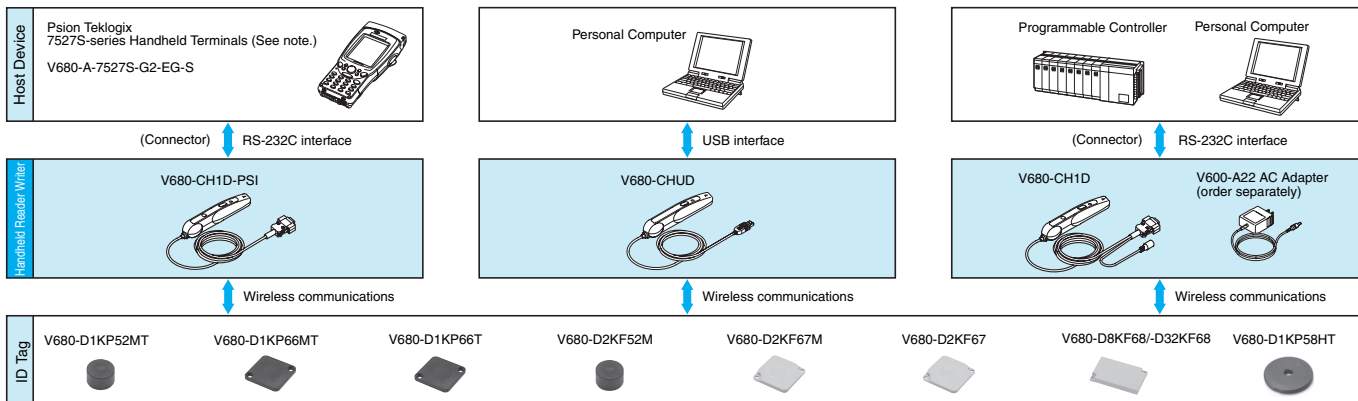 Host Device
Psion Teklogix
7527S-series Handheld Terminals (See note.)
V680-A-7527S-G2-EG-S
Personal Computer
Programmable Controller
Personal Computer
(Connector)
RS-232C interface
USB interface
(Connector)
RS-232C interface
Handheld Reader Writer
V680-CH1D-PSI
V680-CHUD
V680-CH1D
V600-A22 AC Adapter
(order separately)
Wireless communications
Wireless communications
Wireless communications
ID Tag
V680-D1KP52MT
V680-D1KP66MT
V680-D1KP66T
V680-D2KF52M
V680-D2KF67M
V680-D2KF67
V680-D8KF68/-D32KF68
V680-D1KP58HT